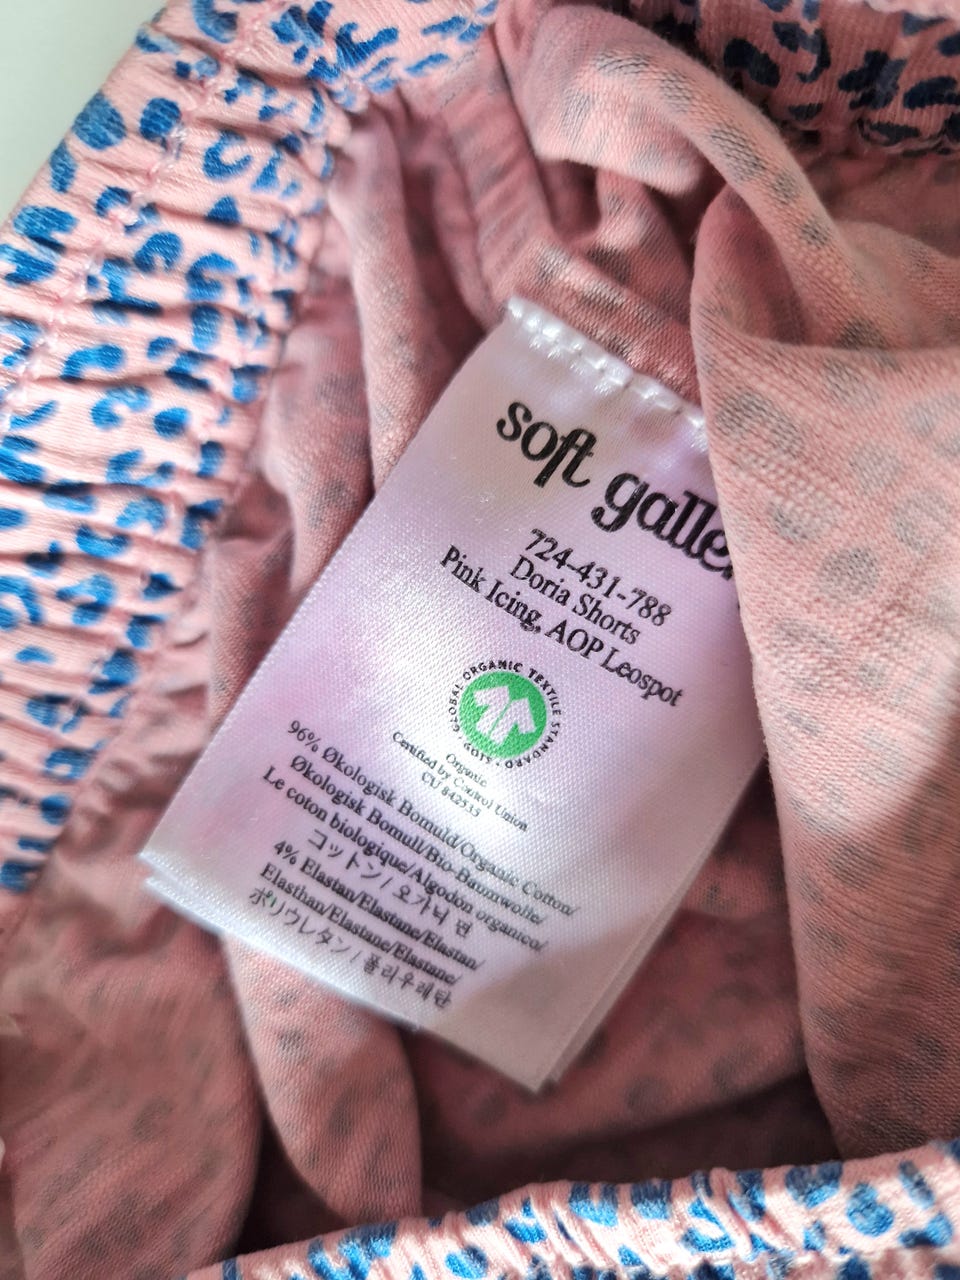 soft galle
724-431-788
Doria Shorts
Pink Icing, AOP Leospot
GLOBAL ORGANIC TEXTILE STANDARD · GOTS ·
Organic
Certified by Control Union
CU 842535
96% Økologisk Bomuld/Organic Cotton/
Økologisk Bomull/Bio-Baumwolle/
Le coton biologique/Algodón organico/
コットン/오가닉 면
4% Elastan/Elastane/Elastan/
Elasthan/Elastane/Elastane/
ポリウレタン/폴리우레탄